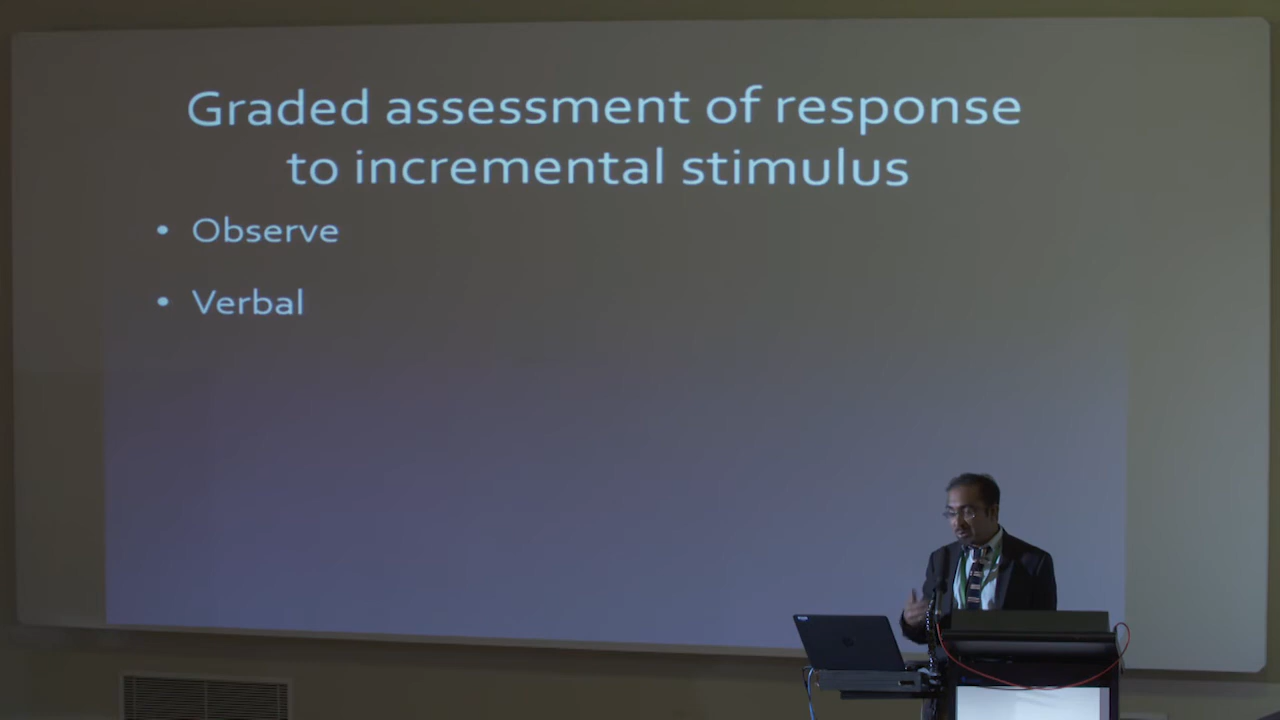 Graded assessment of response
to incremental stimulus
• Observe
• Verbal